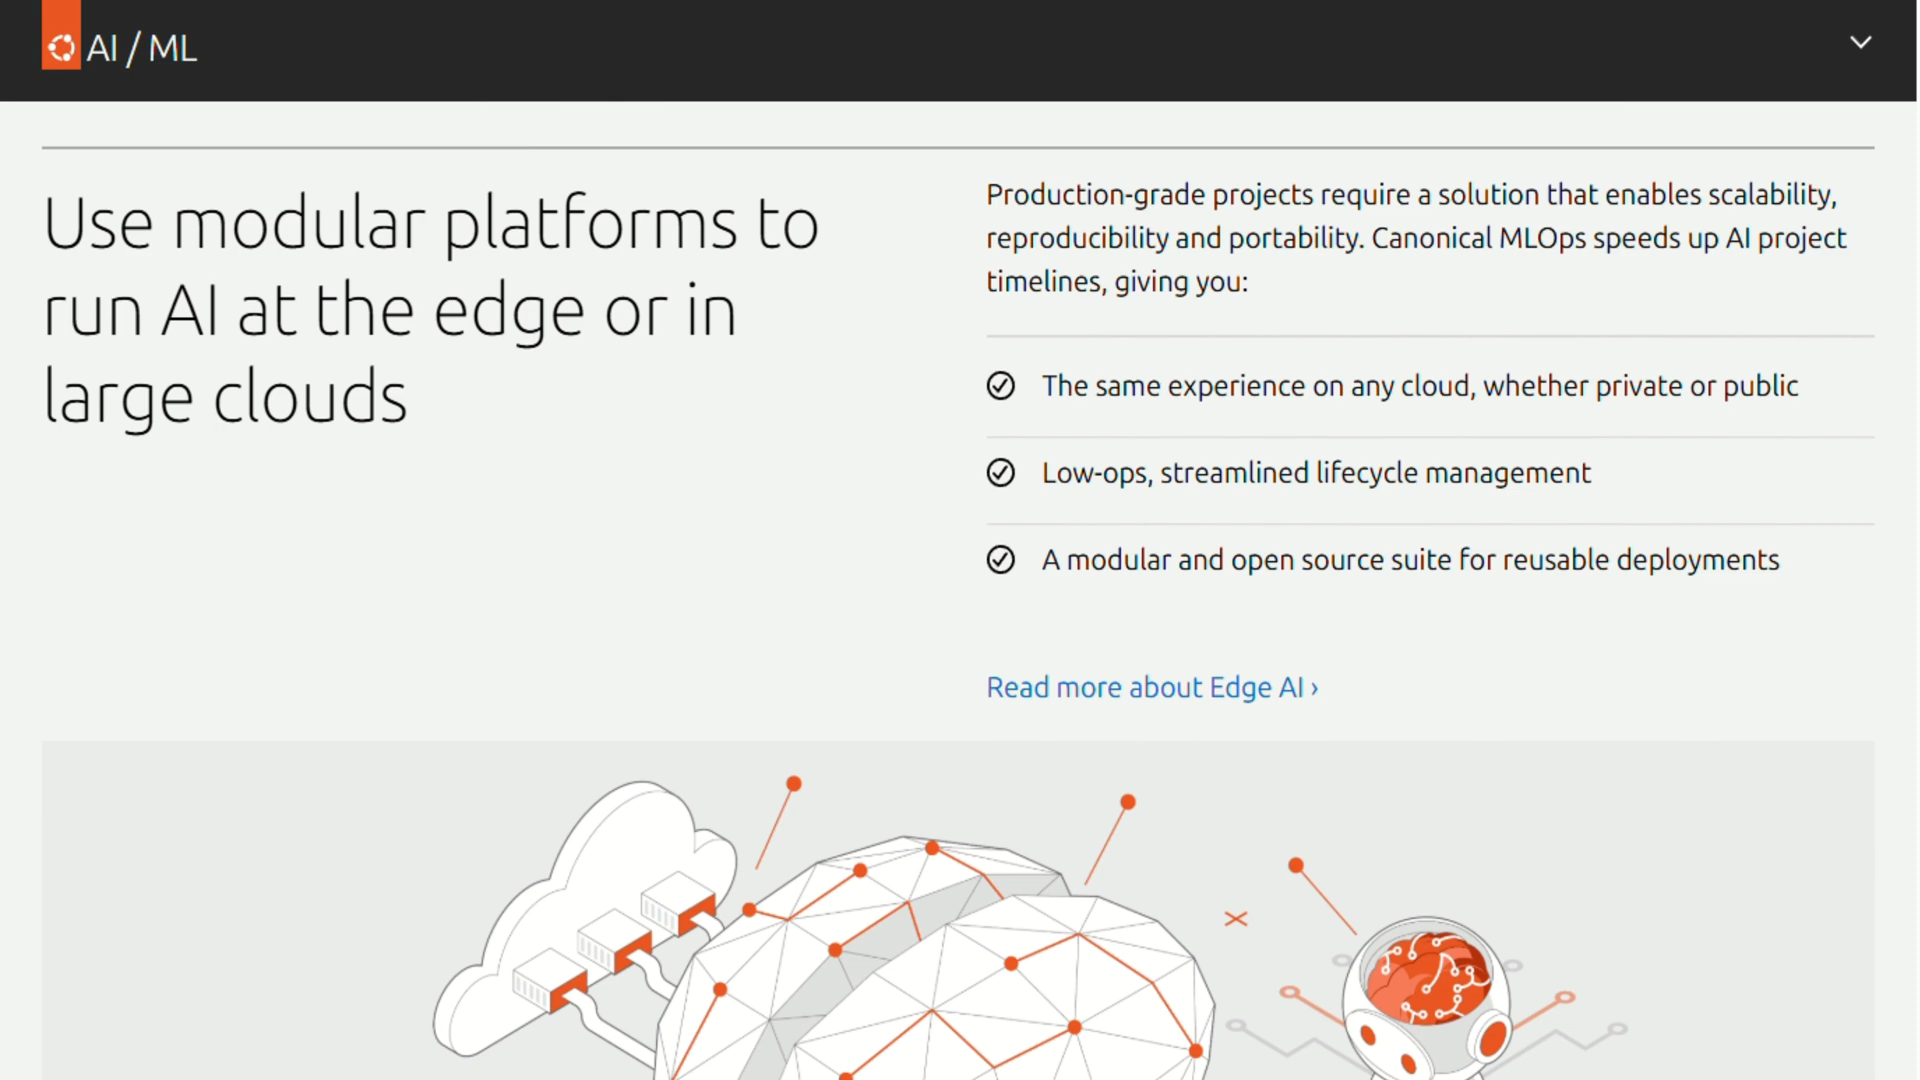 AI / ML
Use modular platforms to
run AI at the edge or in
large clouds
Production-grade projects require a solution that enables scalability,
reproducibility and portability. Canonical MLOps speeds up AI project
timelines, giving you:
The same experience on any cloud, whether private or public
Low-ops, streamlined lifecycle management
A modular and open source suite for reusable deployments
Read more about Edge AI ›